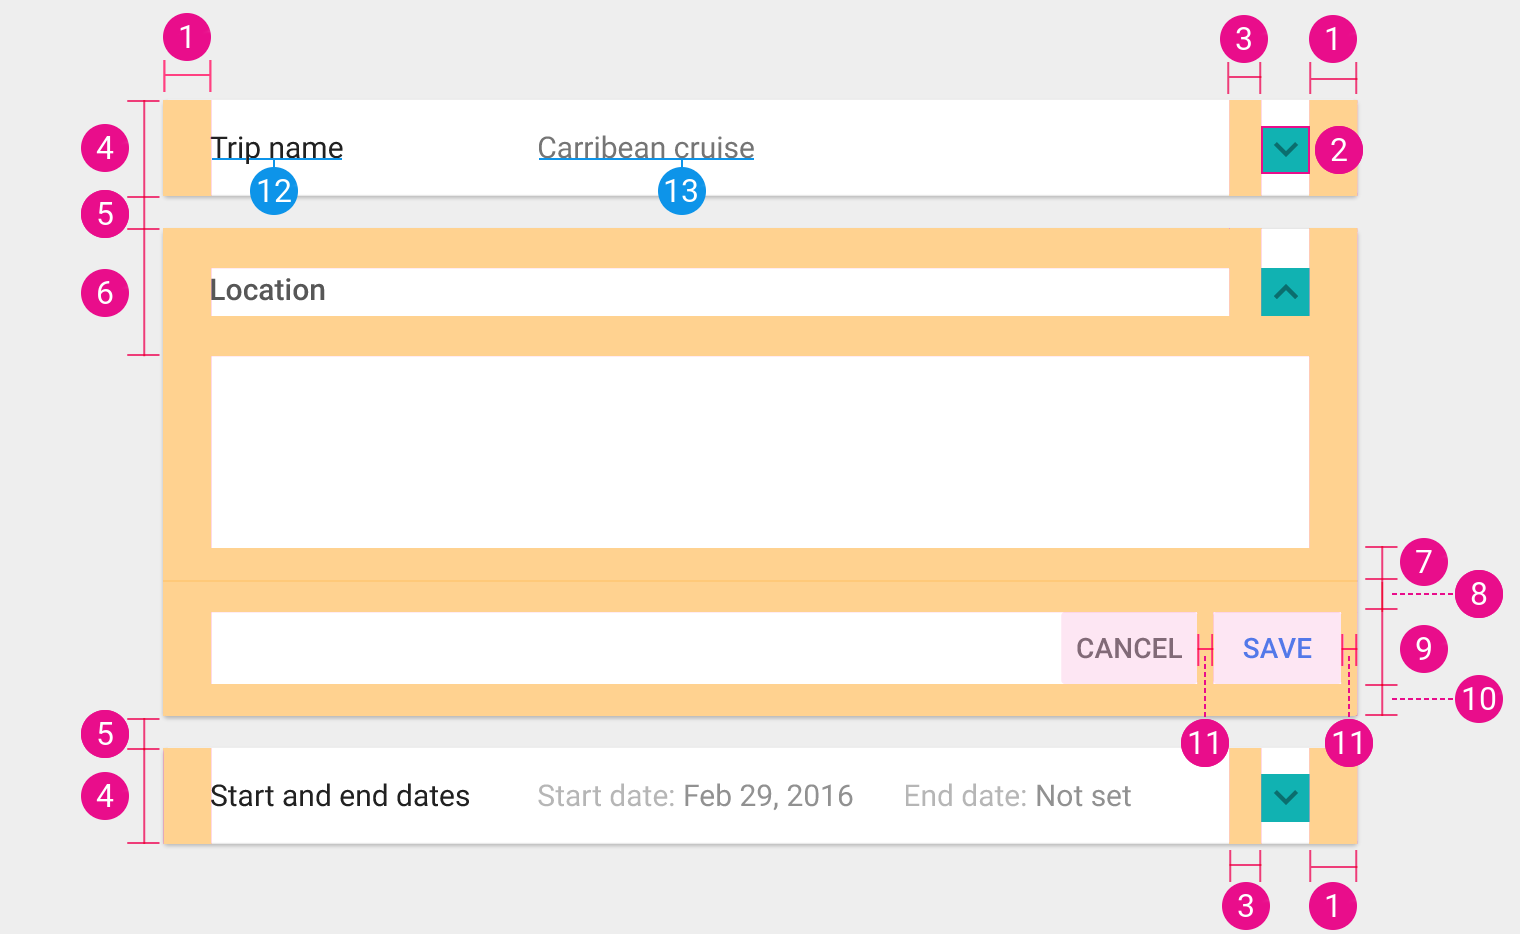 1 3 1
4 Trip name Carribean cruise 2
12 13
5
6 Location
7
8
CANCEL SAVE 9
10
5 11 11
4 Start and end dates Start date: Feb 29, 2016 End date: Not set
3 1